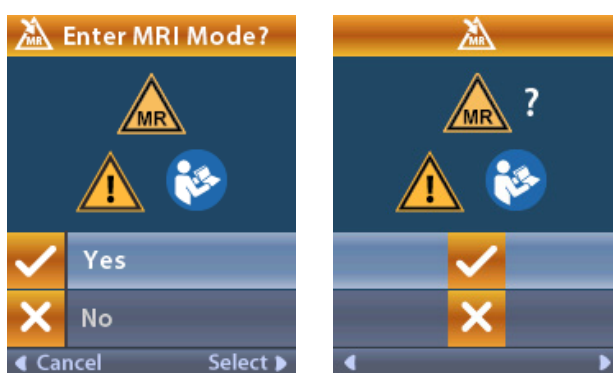 MR Enter MRI Mode?
MR
Yes
No
Cancel Select
MR
MR ?